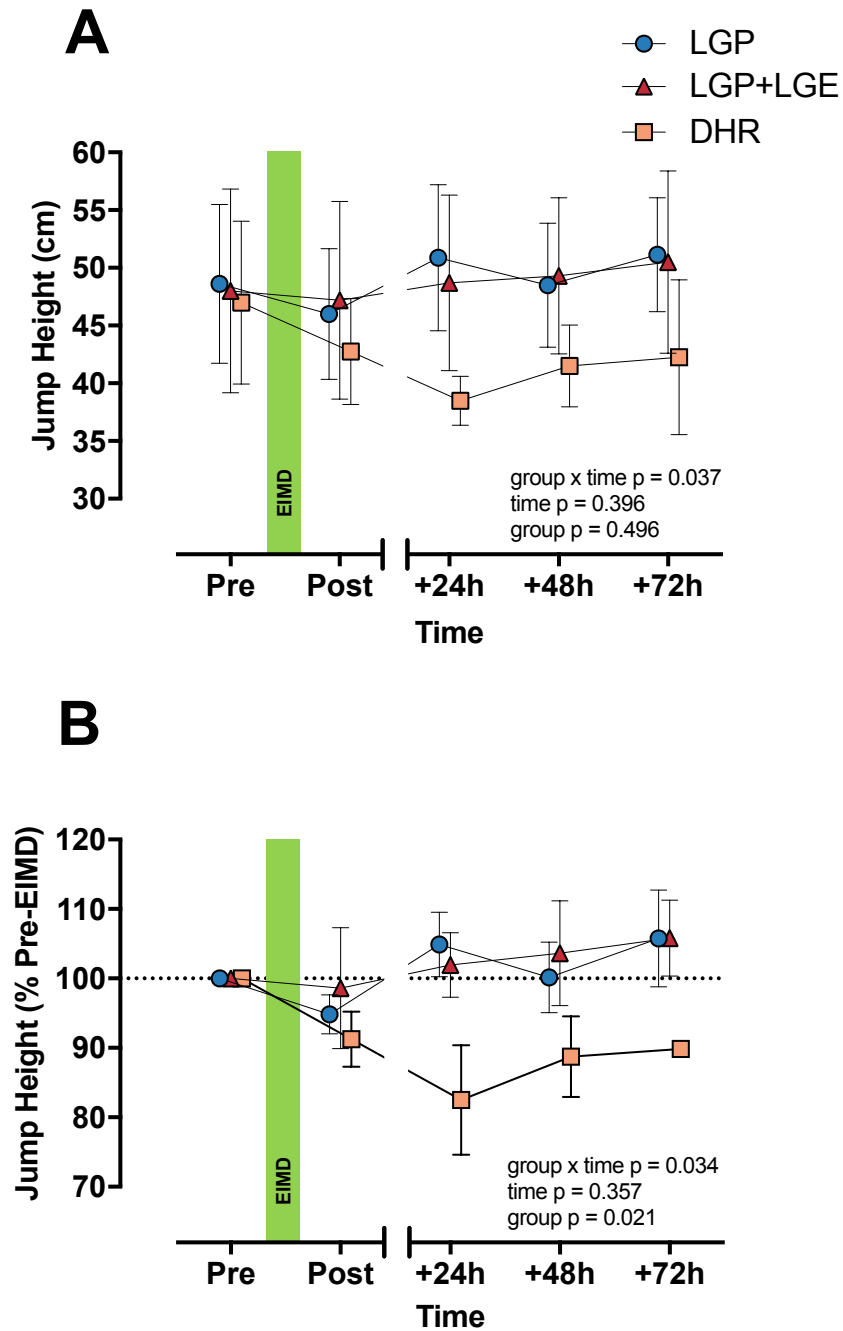 A
LGP
LGP+LGE
DHR
Jump Height (cm)
60
55
50
45
40
35
30
EIMD
group x time p = 0.037
time p = 0.396
group p = 0.496
Pre Post +24h +48h +72h
Time
B
Jump Height (% Pre-EIMD)
120
110
100
90
80
70
EIMD
group x time p = 0.034
time p = 0.357
group p = 0.021
Pre Post +24h +48h +72h
Time